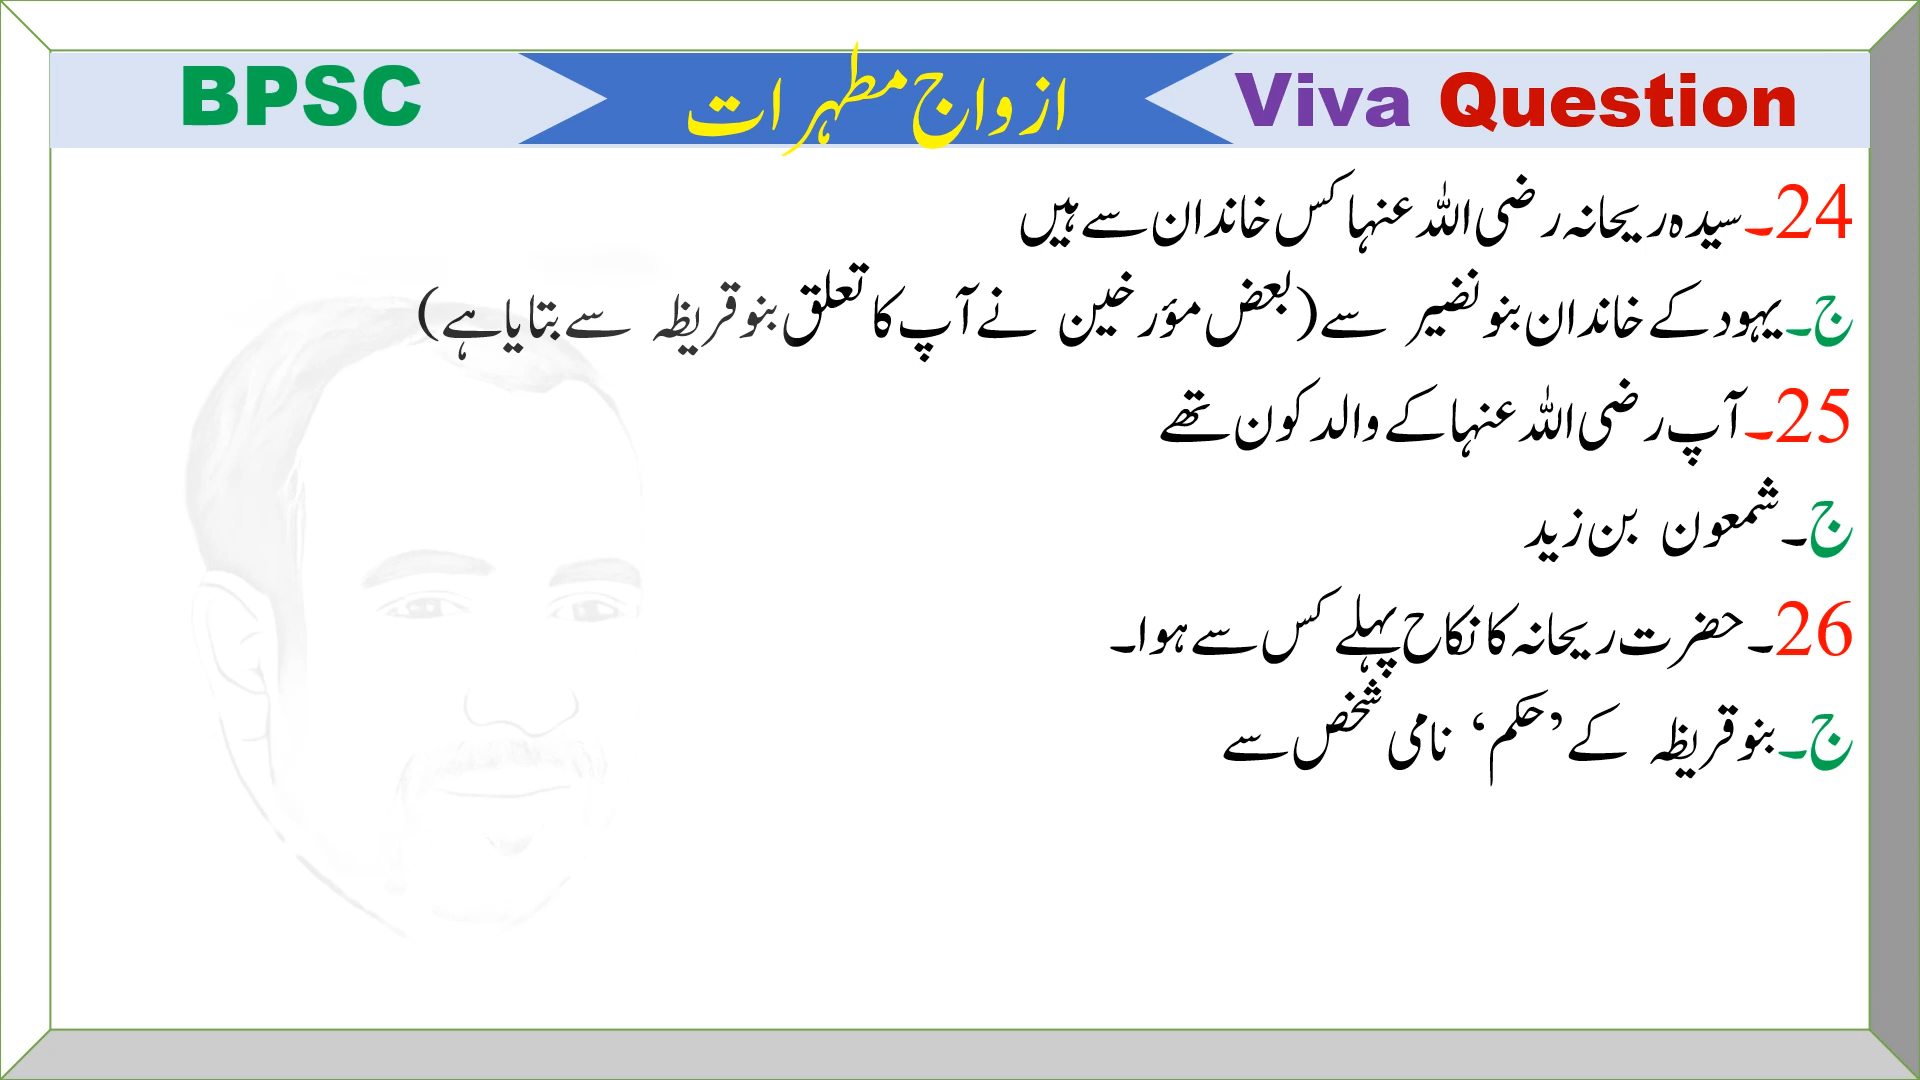 BPSC ازواج مطہرات Viva Question
24۔سیدہ ریحانہ رضی اللہ عنہا کس خاندان سے ہیں
ج۔یہود کے خاندان بنو نضیر سے (بعض مؤرخین نے آپ کا تعلق بنو قریظہ سے بتایا ہے)
25۔آپ رضی اللہ عنہا کے والد کون تھے
ج۔شمعون بن زید
26۔حضرت ریحانہ کا نکاح پہلے کس سے ہوا۔
ج۔بنو قریظہ کے ’حکم‘ نامی شخص سے